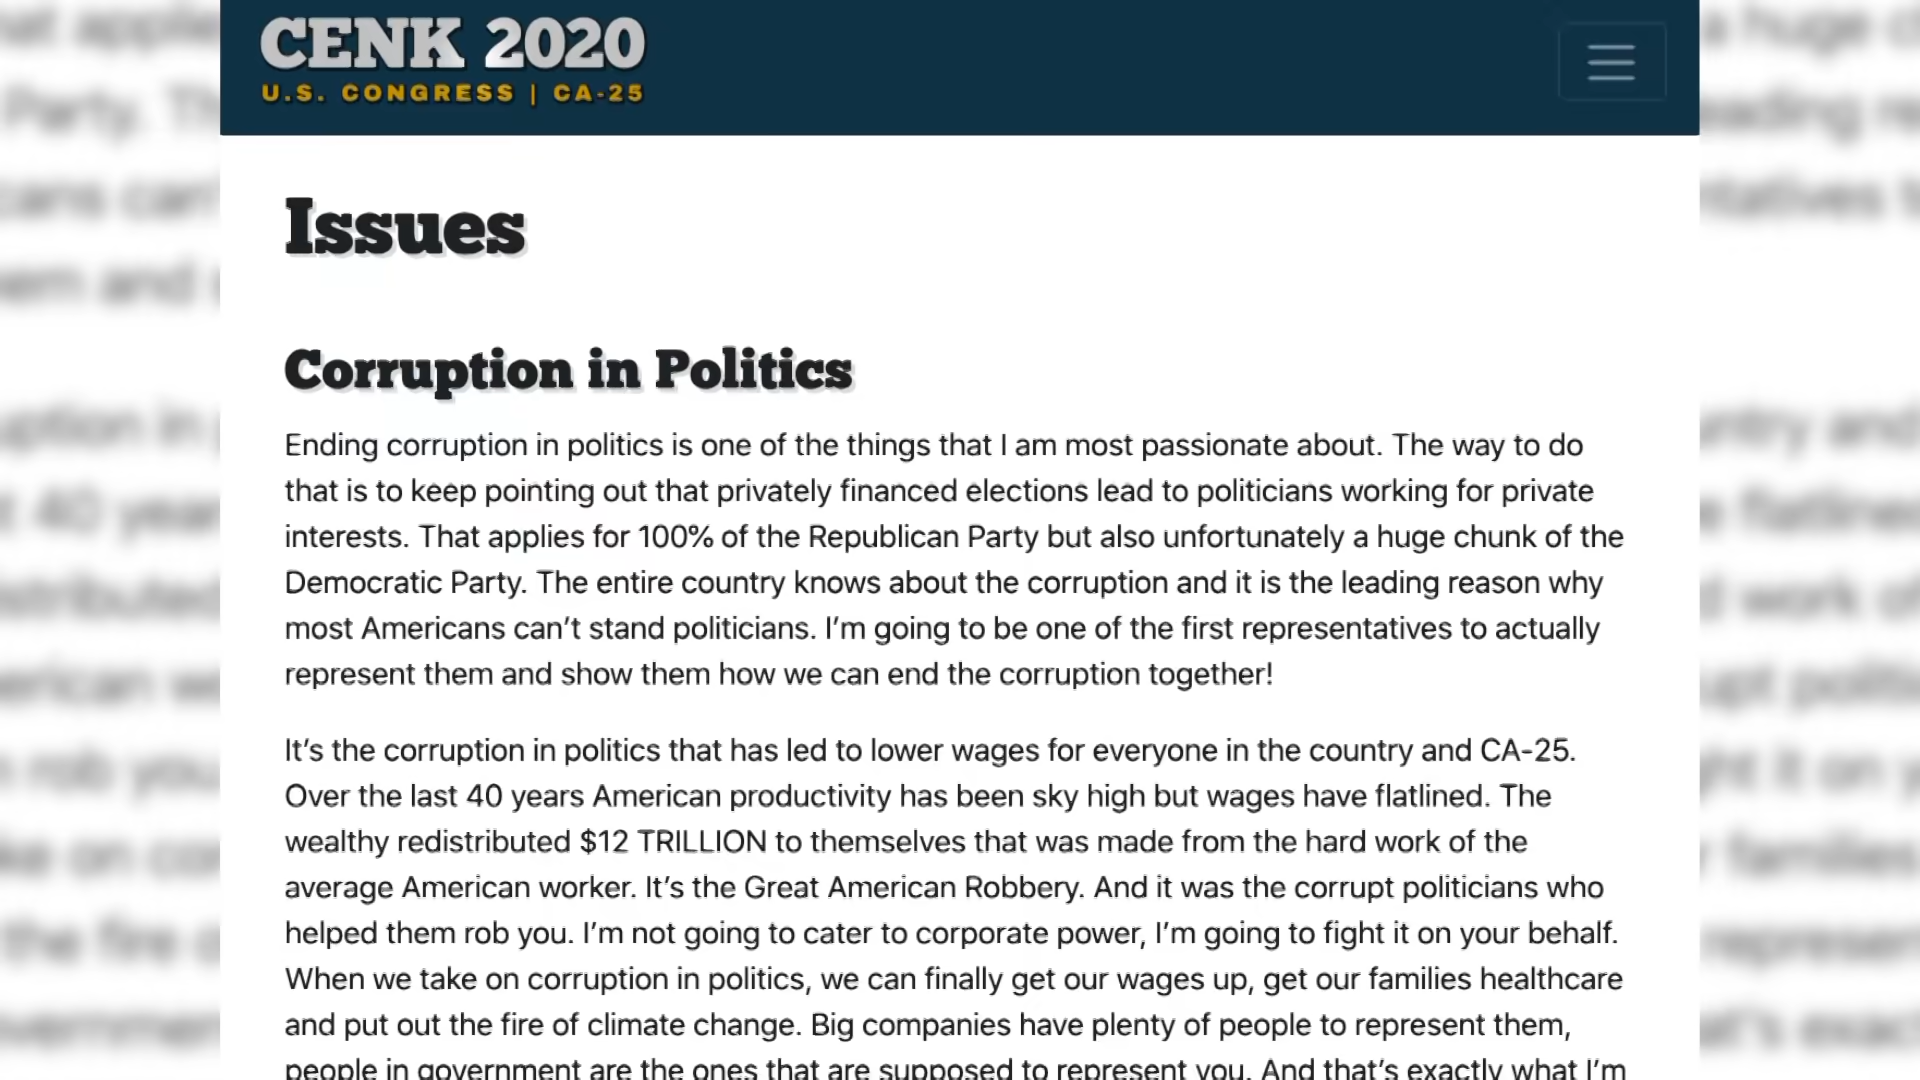 CENK 2020
U.S. CONGRESS | CA-25
Issues
Corruption in Politics
Ending corruption in politics is one of the things that I am most passionate about. The way to do
that is to keep pointing out that privately financed elections lead to politicians working for private
interests. That applies for 100% of the Republican Party but also unfortunately a huge chunk of the
Democratic Party. The entire country knows about the corruption and it is the leading reason why
most Americans can’t stand politicians. I’m going to be one of the first representatives to actually
represent them and show them how we can end the corruption together!
It’s the corruption in politics that has led to lower wages for everyone in the country and CA-25.
Over the last 40 years American productivity has been sky high but wages have flatlined. The
wealthy redistributed $12 TRILLION to themselves that was made from the hard work of the
average American worker. It’s the Great American Robbery. And it was the corrupt politicians who
helped them rob you. I’m not going to cater to corporate power, I’m going to fight it on your behalf.
When we take on corruption in politics, we can finally get our wages up, get our families healthcare
and put out the fire of climate change. Big companies have plenty of people to represent them,
people in government are the ones that are supposed to represent you. And that’s exactly what I’m